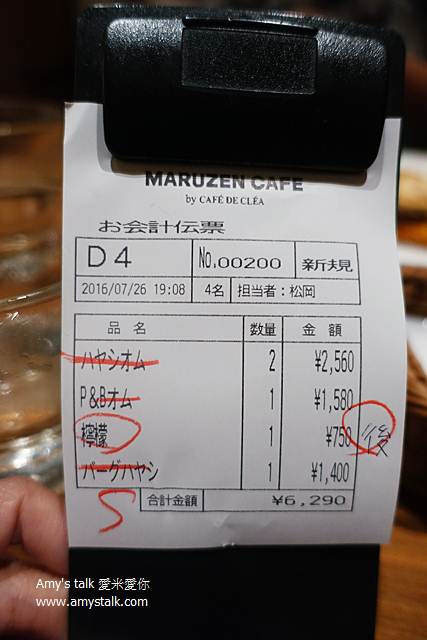 MARUZEN CAFE
by CAFÉ DE CLÉA
お会計伝票
D4 No.00200 新規
2016/07/26 19:08 4名 担当者:松岡
品名 数量 金額
ハヤシオム 2 ¥2,560
P&Bオム 1 ¥1,580
檸檬 1 ¥750 後
バーグハヤシ 1 ¥1,400
合計金額 ¥6,290
Amy's talk 愛米愛你
www.amystalk.com